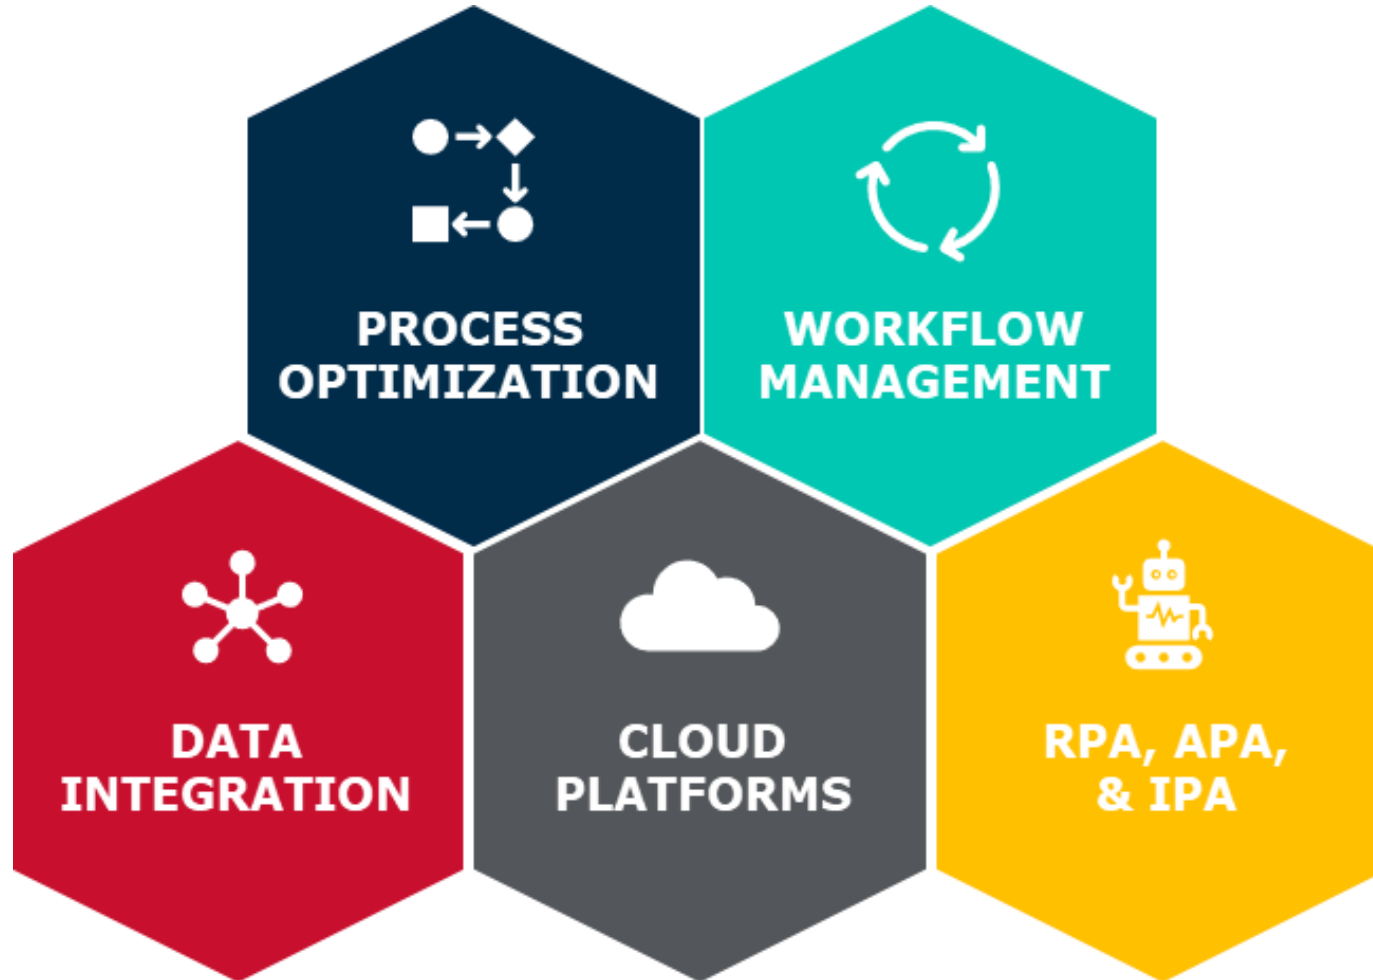 PROCESS
OPTIMIZATION
WORKFLOW
MANAGEMENT
DATA
INTEGRATION
CLOUD
PLATFORMS
RPA, APA,
& IPA